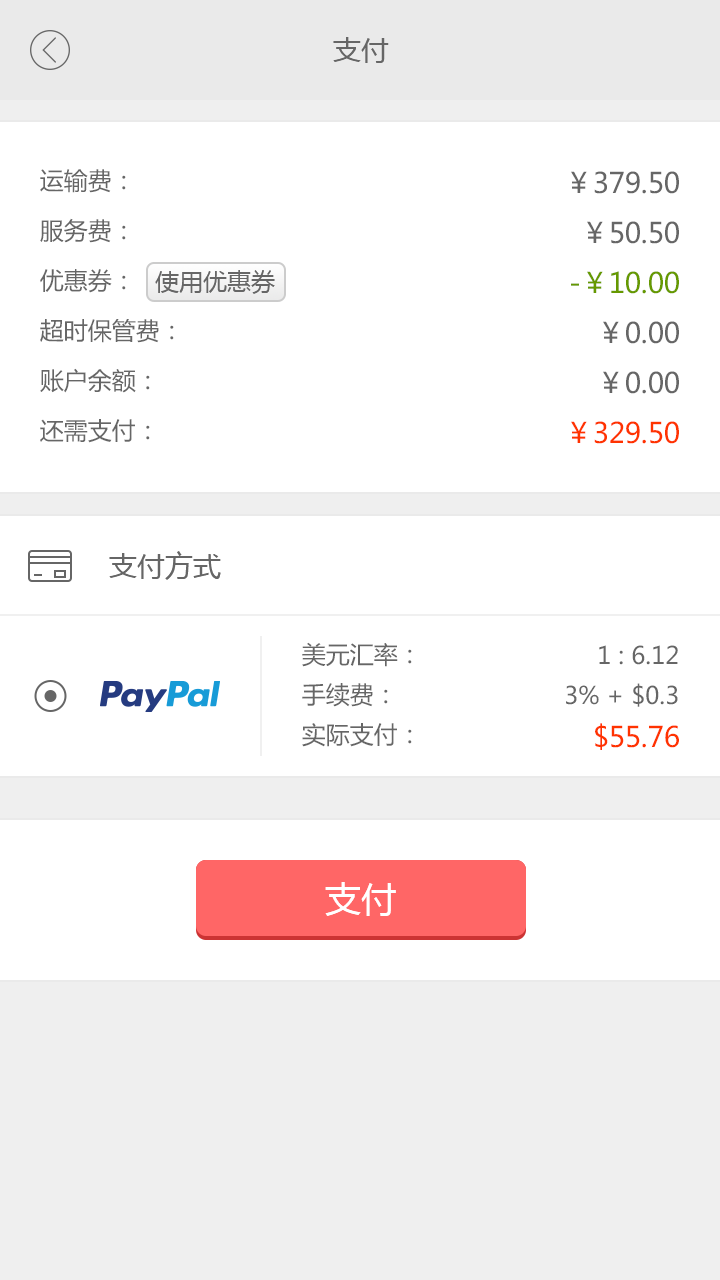 支付
运输费： ¥ 379.50
服务费： ¥ 50.50
优惠券： 使用优惠券 - ¥ 10.00
超时保管费： ¥ 0.00
账户余额： ¥ 0.00
还需支付： ¥ 329.50
支付方式
PayPal
美元汇率： 1 : 6.12
手续费： 3% + $0.3
实际支付： $55.76
支付